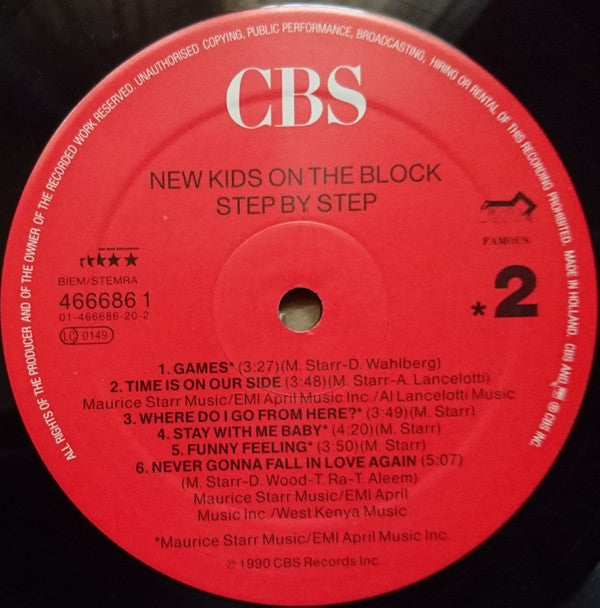 ALL RIGHTS OF THE PRODUCER AND OF THE OWNER OF THE RECORDED WORK RESERVED. UNAUTHORISED COPYING, PUBLIC PERFORMANCE, BROADCASTING, HIRING OR RENTAL OF THIS RECORDING PROHIBITED. MADE IN HOLLAND. CBS AND ® CBS INC.
CBS
NEW KIDS ON THE BLOCK
STEP BY STEP
FAMOUS
BIEM/STEMRA
466686 1
01-466686-20-2
LC 0149
*2
1. GAMES* (3:27)(M. Starr-D. Wahlberg)
2. TIME IS ON OUR SIDE (3:48)(M. Starr-A. Lancelotti)
Maurice Starr Music/EMI April Music Inc./Al Lancelotti Music
3. WHERE DO I GO FROM HERE?* (3:49)(M. Starr)
4. STAY WITH ME BABY* (4:20)(M. Starr)
5. FUNNY FEELING* (3:50)(M. Starr)
6. NEVER GONNA FALL IN LOVE AGAIN (5:07)
(M. Starr-D. Wood-T. Ra-T. Aleem)
Maurice Starr Music/EMI April
Music Inc./West Kenya Music
*Maurice Starr Music/EMI April Music Inc.
℗ 1990 CBS Records Inc.